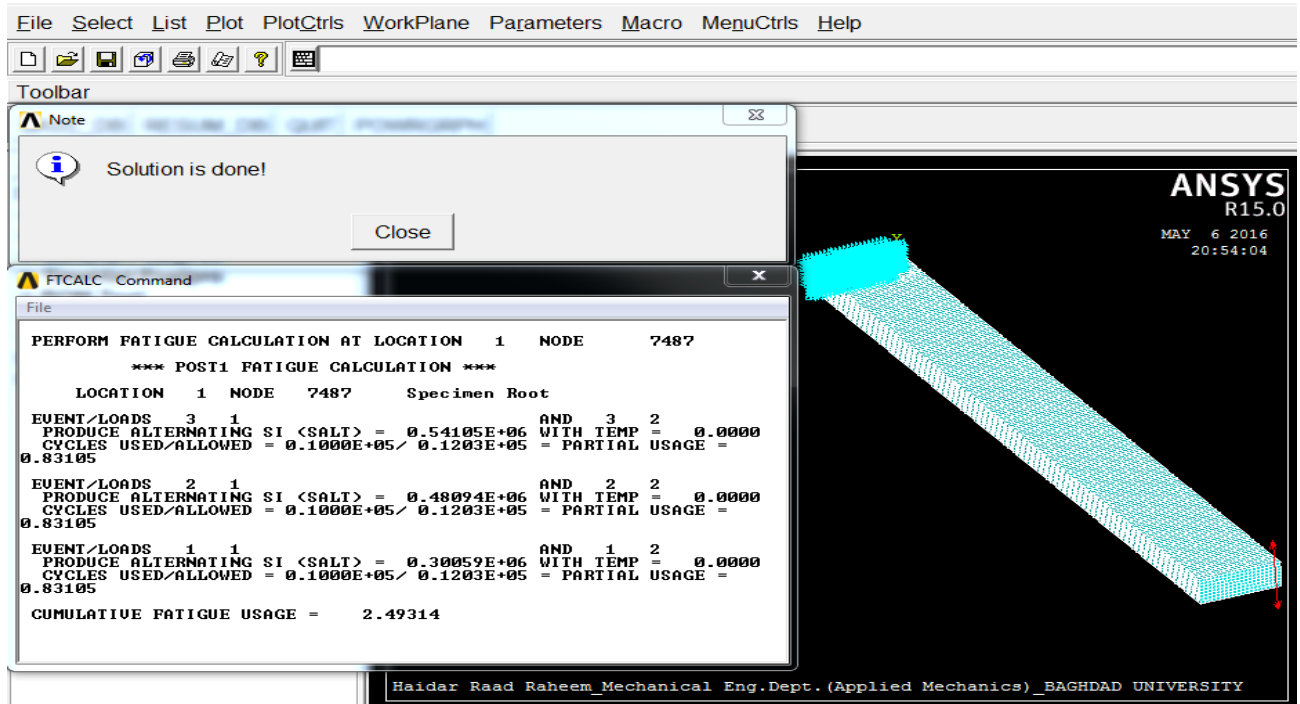 File Select List Plot PlotCtrls WorkPlane Parameters Macro MenuCtrls Help
Toolbar
Note
Solution is done!
Close
FTCALC Command
File
PERFORM FATIGUE CALCULATION AT LOCATION 1 NODE 7487
*** POST1 FATIGUE CALCULATION ***
LOCATION 1 NODE 7487 Specimen Root
EVENT/LOADS 3 1 AND 3 2
PRODUCE ALTERNATING SI (SALT) = 0.54105E+06 WITH TEMP = 0.0000
CYCLES USED/ALLOWED = 0.1000E+05/ 0.1203E+05 = PARTIAL USAGE =
0.83105
EVENT/LOADS 2 1 AND 2 2
PRODUCE ALTERNATING SI (SALT) = 0.48094E+06 WITH TEMP = 0.0000
CYCLES USED/ALLOWED = 0.1000E+05/ 0.1203E+05 = PARTIAL USAGE =
0.83105
EVENT/LOADS 1 1 AND 1 2
PRODUCE ALTERNATING SI (SALT) = 0.30059E+06 WITH TEMP = 0.0000
CYCLES USED/ALLOWED = 0.1000E+05/ 0.1203E+05 = PARTIAL USAGE =
0.83105
CUMULATIVE FATIGUE USAGE = 2.49314
ANSYS
R15.0
MAY 6 2016
20:54:04
Y
Haidar Raad Raheem_Mechanical Eng.Dept.(Applied Mechanics)_BAGHDAD UNIVERSITY